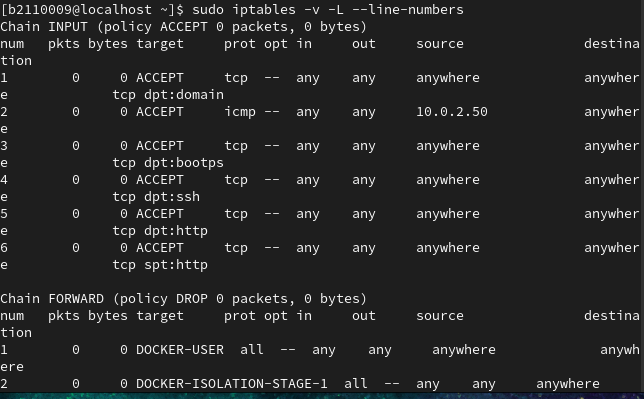 [b2110009@localhost ~]$ sudo iptables -v -L --line-numbers
Chain INPUT (policy ACCEPT 0 packets, 0 bytes)
num   pkts bytes target     prot opt in     out     source               destina
tion
1        0     0 ACCEPT     tcp  --  any    any     anywhere             anywher
e             tcp dpt:domain
2        0     0 ACCEPT     icmp --  any    any     10.0.2.50            anywher
e
3        0     0 ACCEPT     tcp  --  any    any     anywhere             anywher
e             tcp dpt:bootps
4        0     0 ACCEPT     tcp  --  any    any     anywhere             anywher
e             tcp dpt:ssh
5        0     0 ACCEPT     tcp  --  any    any     anywhere             anywher
e             tcp dpt:http
6        0     0 ACCEPT     tcp  --  any    any     anywhere             anywher
e             tcp spt:http
Chain FORWARD (policy DROP 0 packets, 0 bytes)
num   pkts bytes target     prot opt in     out     source               destina
tion
1        0     0 DOCKER-USER  all  --  any    any     anywhere             anywh
ere
2        0     0 DOCKER-ISOLATION-STAGE-1  all  --  any    any     anywhere